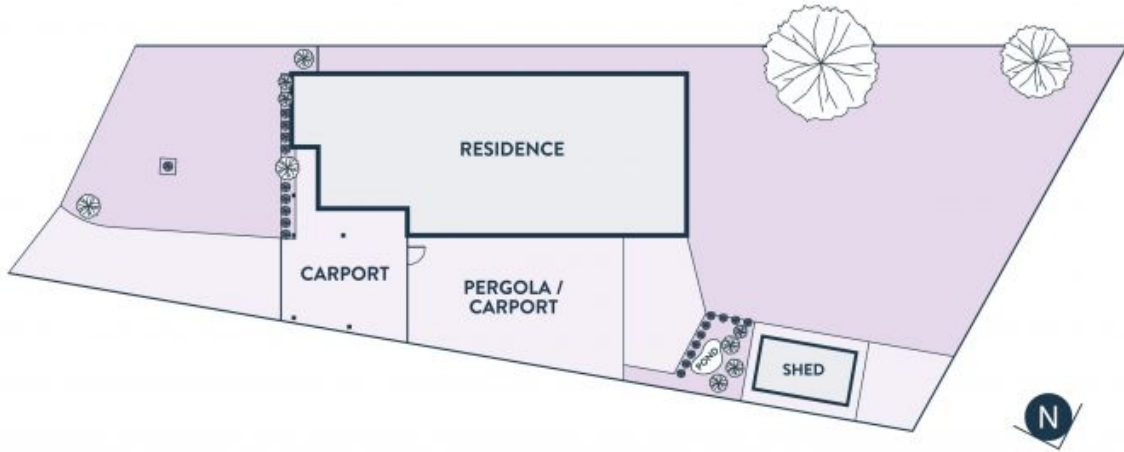 RESIDENCE
CARPORT
PERGOLA /
CARPORT
POND
SHED
N